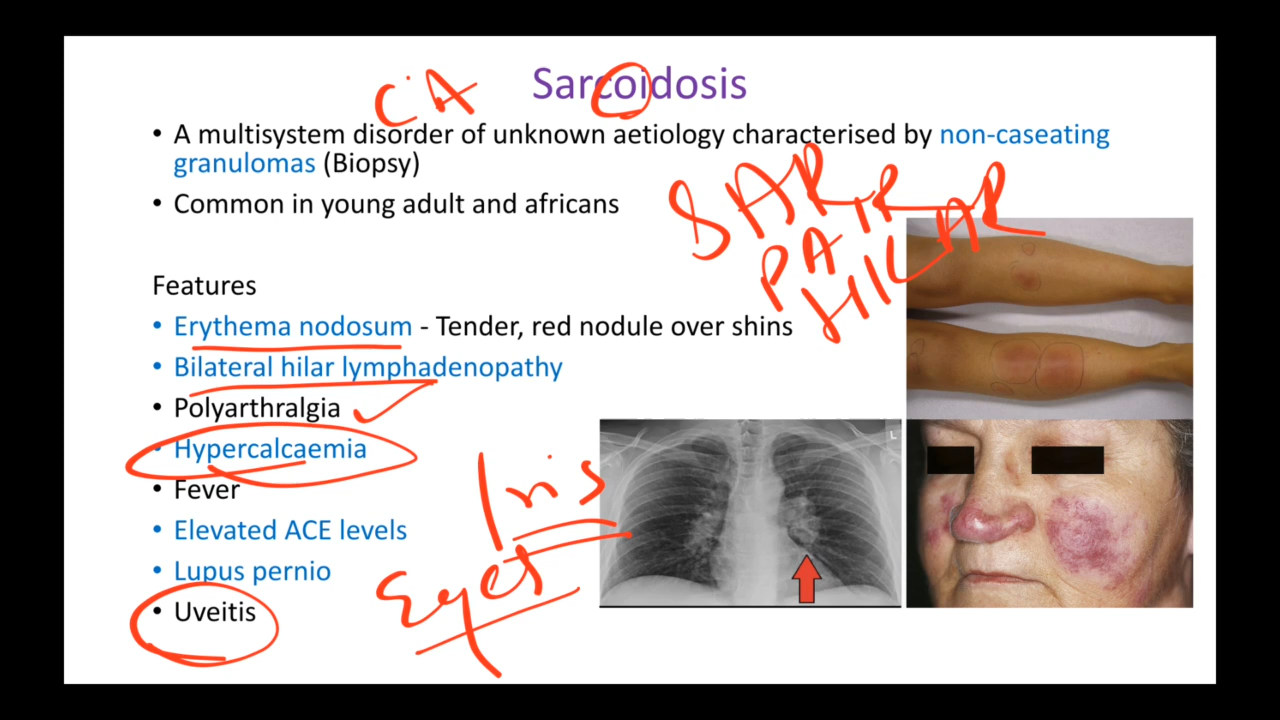 Sarcoidosis
CA
• A multisystem disorder of unknown aetiology characterised by non-caseating
granulomas (Biopsy)
• Common in young adult and africans
SAR
PAIR
HILAR
Features
• Erythema nodosum - Tender, red nodule over shins
• Bilateral hilar lymphadenopathy
• Polyarthralgia
• Hypercalcaemia
• Fever
• Elevated ACE levels
• Lupus pernio
• Uveitis
Iris
Eyes
L